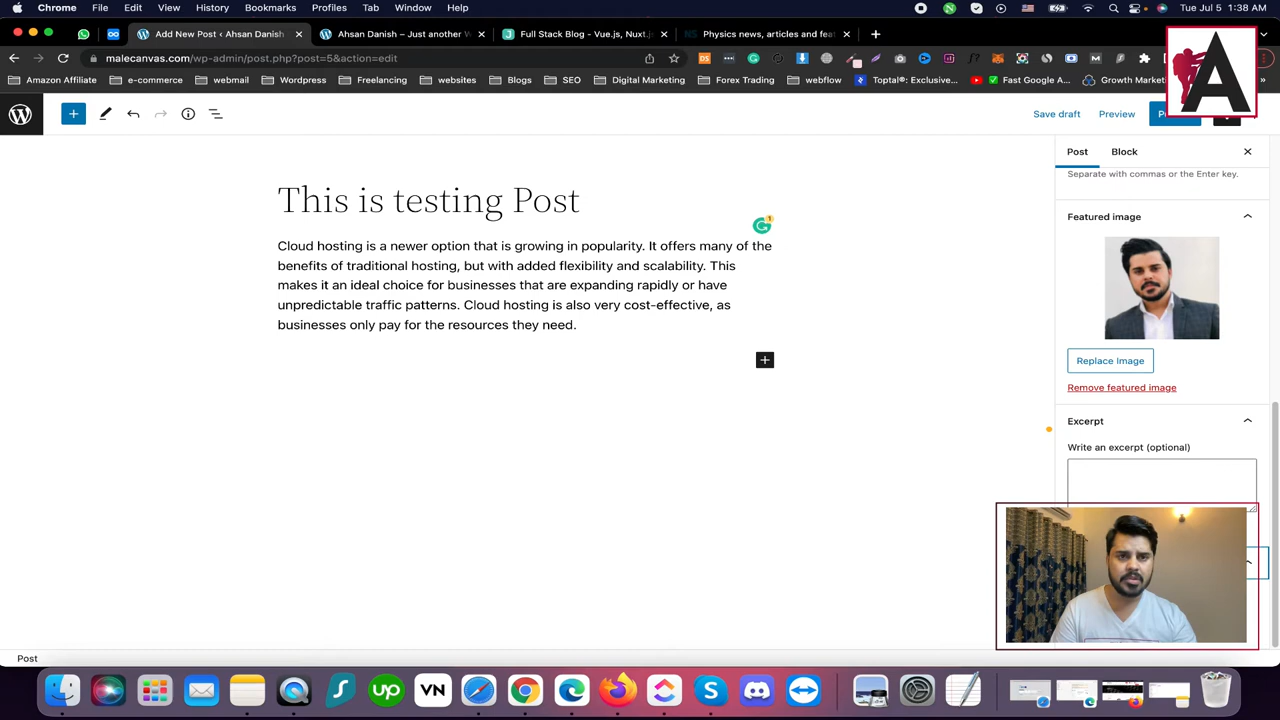 Chrome File Edit View History Bookmarks Profiles Tab Window Help
Tue Jul 5 1:38 AM
Add New Post ‹ Ahsan Danish
Ahsan Danish – Just another W
Full Stack Blog - Vue.js, Nuxt.j
Physics news, articles and feat
malecanvas.com/wp-admin/post.php?post=5&action=edit
Amazon Affiliate e-commerce webmail Wordpress Freelancing websites Blogs SEO Digital Marketing Forex Trading webflow Toptal®: Exclusive... Fast Google A... Growth Market
A
Save draft Preview P
Post Block
Separate with commas or the Enter key.
This is testing Post
Featured image
Cloud hosting is a newer option that is growing in popularity. It offers many of the
benefits of traditional hosting, but with added flexibility and scalability. This
makes it an ideal choice for businesses that are expanding rapidly or have
unpredictable traffic patterns. Cloud hosting is also very cost-effective, as
businesses only pay for the resources they need.
Replace Image
Remove featured image
Excerpt
Write an excerpt (optional)
Post
up
VN